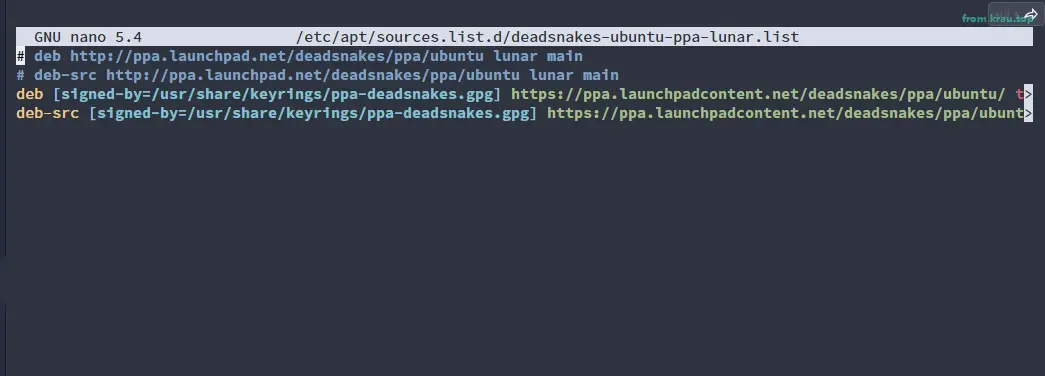 from krau.top
GNU nano 5.4 /etc/apt/sources.list.d/deadsnakes-ubuntu-ppa-lunar.list
# deb http://ppa.launchpad.net/deadsnakes/ppa/ubuntu lunar main
# deb-src http://ppa.launchpad.net/deadsnakes/ppa/ubuntu lunar main
deb [signed-by=/usr/share/keyrings/ppa-deadsnakes.gpg] https://ppa.launchpadcontent.net/deadsnakes/ppa/ubuntu/ t>
deb-src [signed-by=/usr/share/keyrings/ppa-deadsnakes.gpg] https://ppa.launchpadcontent.net/deadsnakes/ppa/ubunt>